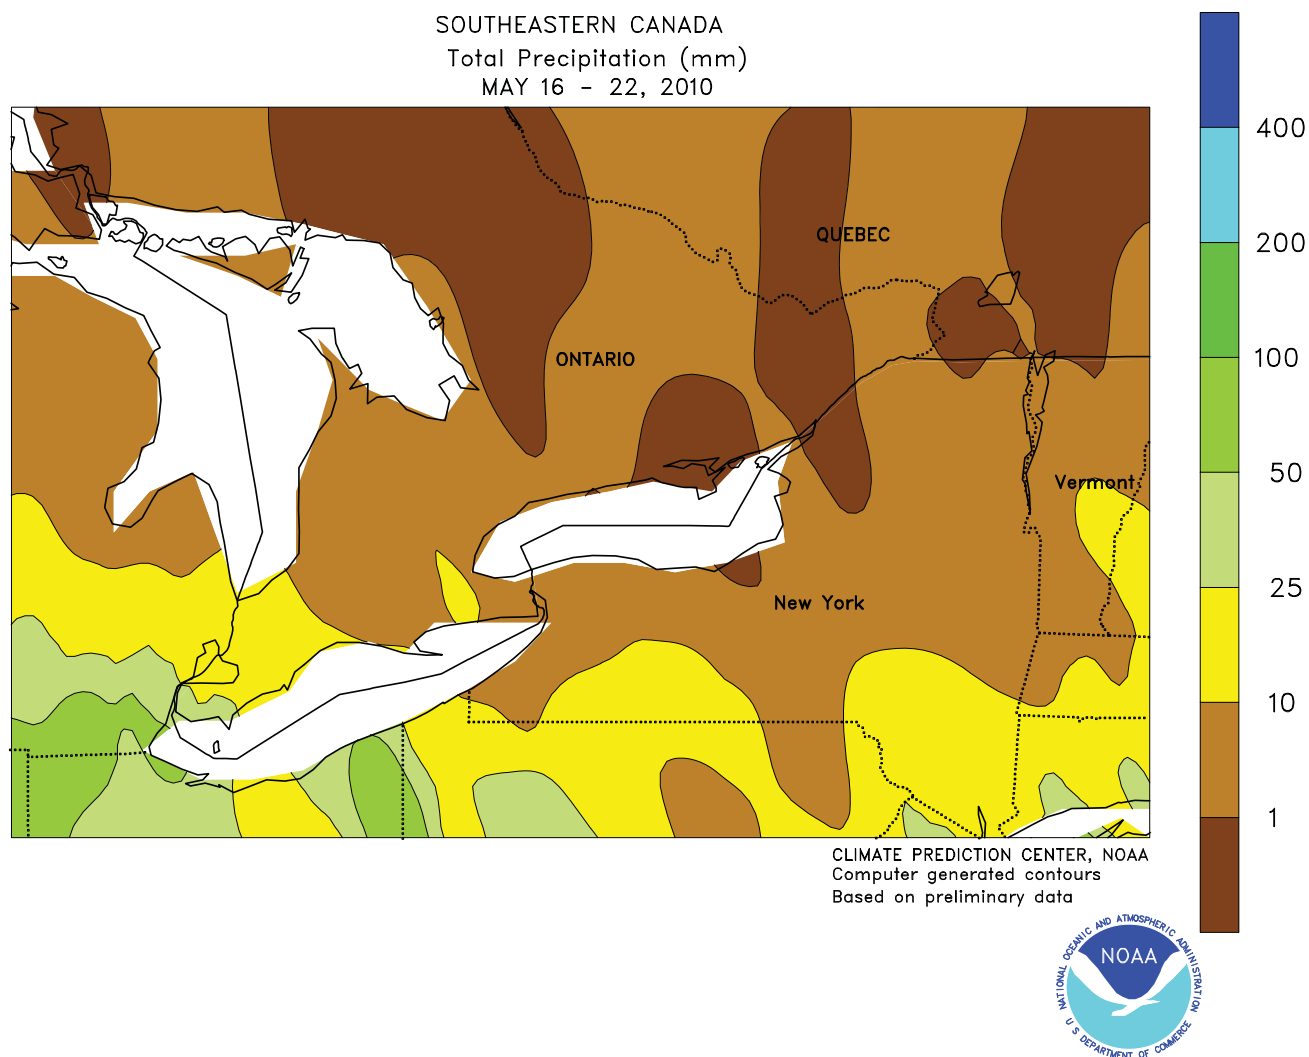 SOUTHEASTERN CANADA
Total Precipitation (mm)
MAY 16 - 22, 2010
400
200
100
50
25
10
1
QUEBEC
ONTARIO
Vermont
New York
CLIMATE PREDICTION CENTER, NOAA
Computer generated contours
Based on preliminary data
NATIONAL OCEANIC AND ATMOSPHERIC ADMINISTRATION
NOAA
U S DEPARTMENT OF COMMERCE